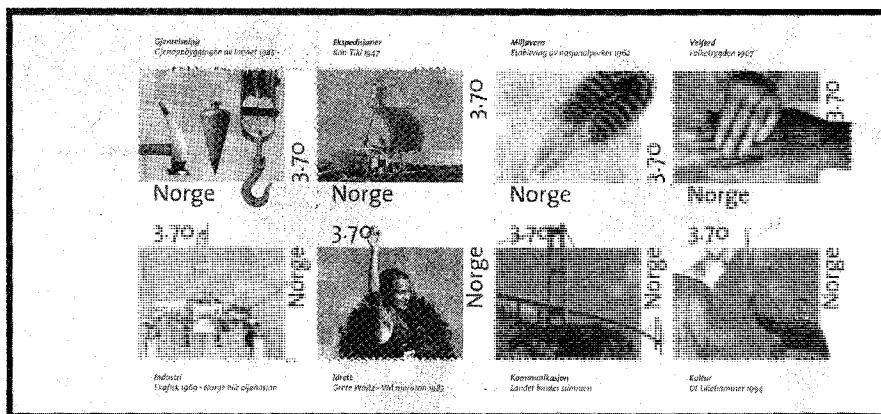 Gjenreisning
Gjenoppbyggingen av landet 1945
Ekspedisjoner
Kon-Tiki 1947
Miljøvern
Etablering av nasjonalparker 1962
Velferd
Folketrygden 1967
3.70
Norge
3.70
Norge
3.70
Norge
3.70
Norge
3.70
Norge
3.70
Norge
3.70
Norge
3.70
Norge
Industri
Ekofisk 1969 - Norge blir oljenasjon
Idrett
Grete Waitz - VM maraton 1983
Kommunikasjon
Landet bindes sammen
Kultur
OL Lillehammer 1994